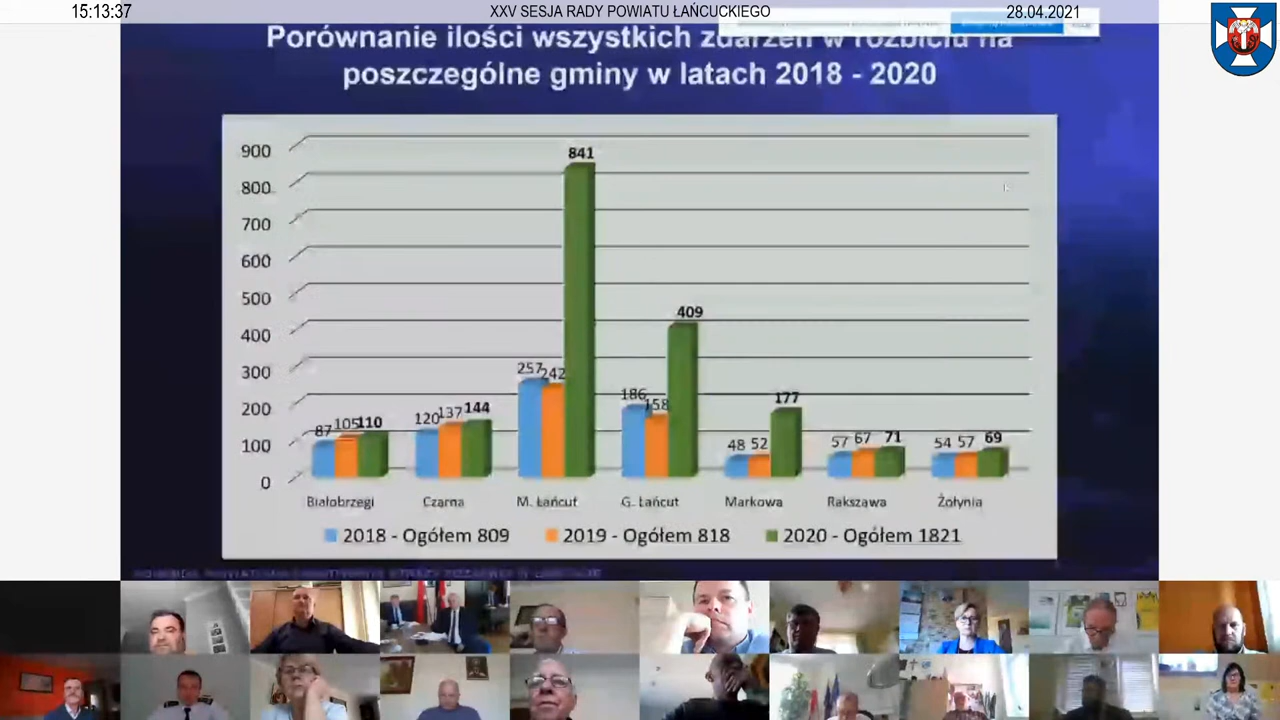 15:13:37
XXV SESJA RADY POWIATU ŁAŃCUCKIEGO
28.04.2021
Porównanie ilości wszystkich zdarzeń w rozbiciu na
poszczególne gminy w latach 2018 - 2020
900
800
700
600
500
400
300
200
100
0
87 105 110
120 137 144
257 242 841
186 158 409
48 52 177
57 67 71
54 57 69
Białobrzegi Czarna M. Łańcut G. Łańcut Markowa Rakszawa Żołynia
2018 - Ogółem 809 2019 - Ogółem 818 2020 - Ogółem 1821